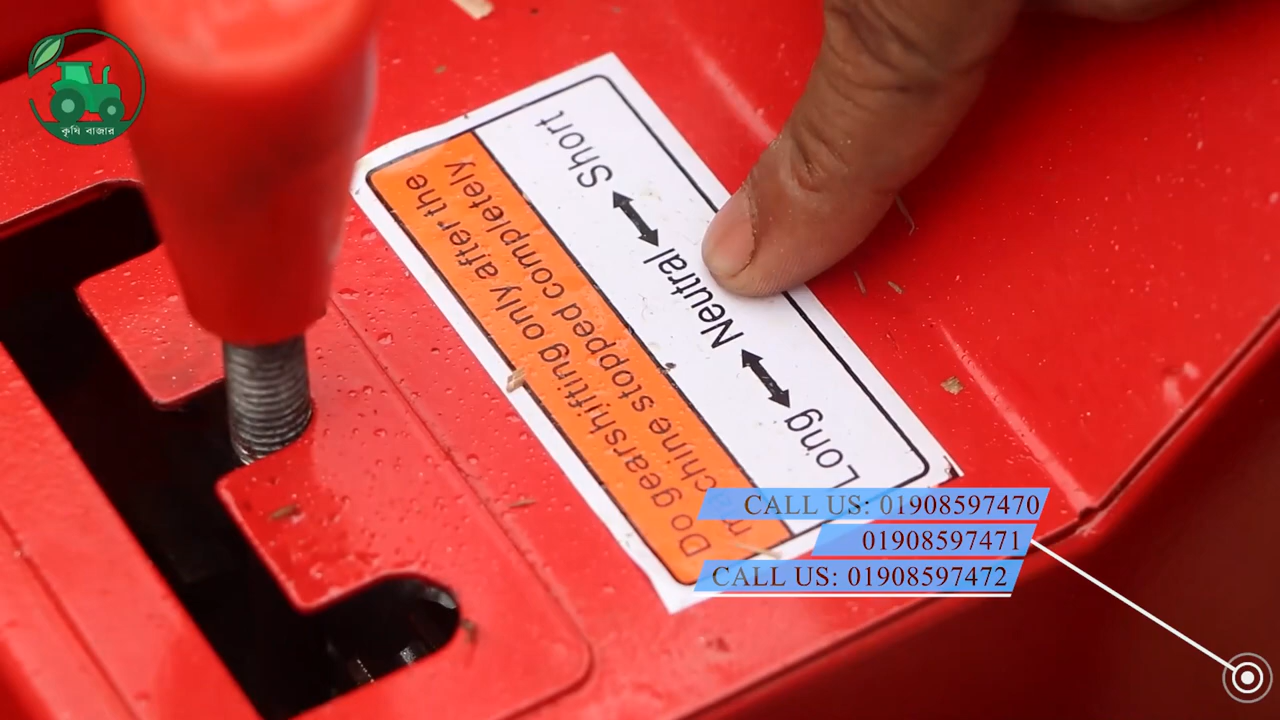 কৃষি বাজার
Long ↔ Neutral ↔ Short
Do gearshifting only after the
machine stopped completely
CALL US: 01908597470
01908597471
CALL US: 01908597472